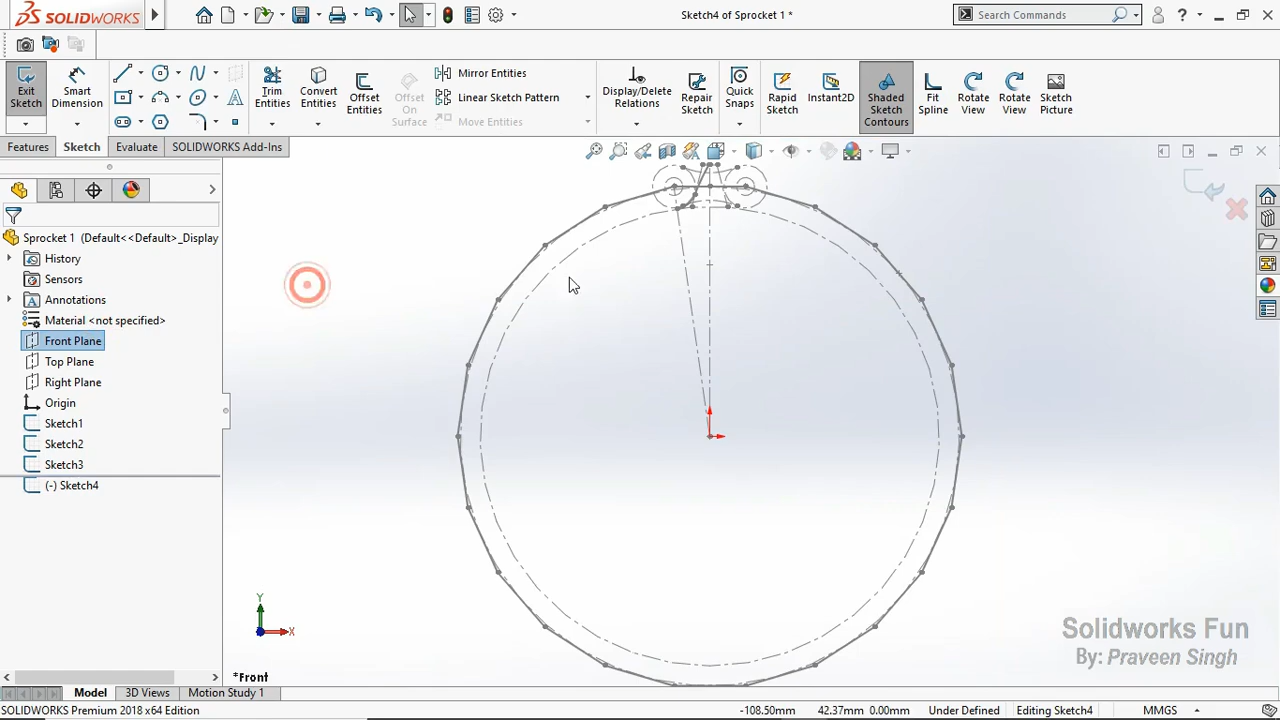 SOLIDWORKS
Sketch4 of Sprocket 1 *
Search Commands
?
Exit Sketch
Smart Dimension
Trim Entities
Convert Entities
Offset Entities
Offset On Surface
Mirror Entities
Linear Sketch Pattern
Move Entities
Display/Delete Relations
Repair Sketch
Quick Snaps
Rapid Sketch
Instant2D
Shaded Sketch Contours
Fit Spline
Rotate View
Rotate View
Sketch Picture
Features
Sketch
Evaluate
SOLIDWORKS Add-Ins
Sprocket 1 (Default<<Default>_Display
History
Sensors
Annotations
Material <not specified>
Front Plane
Top Plane
Right Plane
Origin
Sketch1
Sketch2
Sketch3
(-) Sketch4
Y
X
*Front
Solidworks Fun
By: Praveen Singh
Model
3D Views
Motion Study 1
SOLIDWORKS Premium 2018 x64 Edition
-108.50mm
42.37mm 0.00mm
Under Defined
Editing Sketch4
MMGS